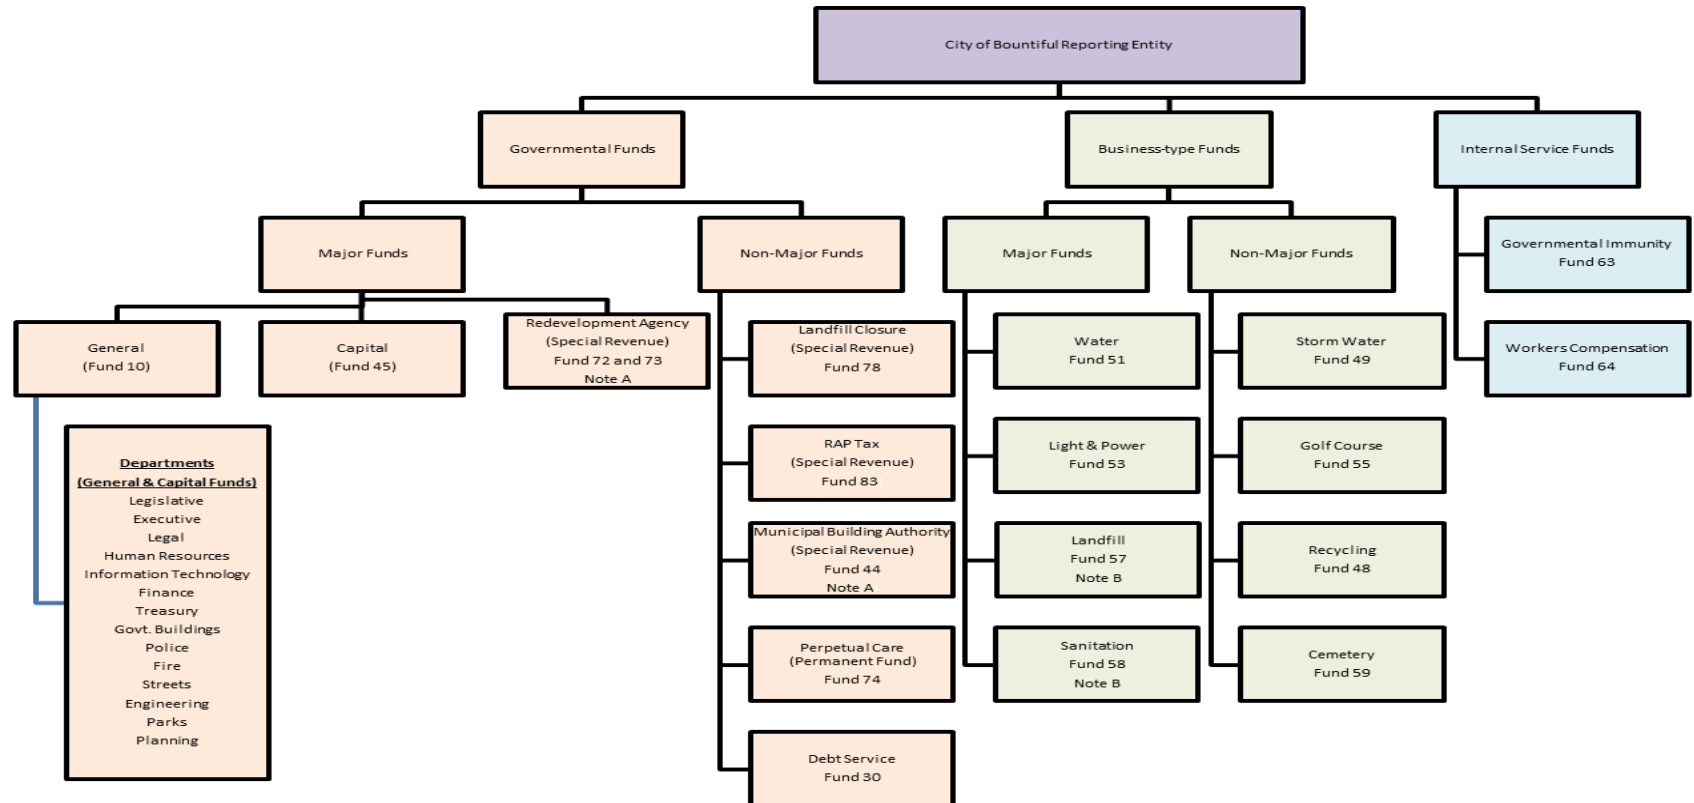 City of Bountiful Reporting Entity
Governmental Funds
Business-type Funds
Internal Service Funds
Major Funds
Non-Major Funds
Major Funds
Non-Major Funds
Governmental Immunity
Fund 63
Workers Compensation
Fund 64
General
(Fund 10)
Capital
(Fund 45)
Redevelopment Agency
(Special Revenue)
Fund 72 and 73
Note A
Landfill Closure
(Special Revenue)
Fund 78
RAP Tax
(Special Revenue)
Fund 83
Municipal Building Authority
(Special Revenue)
Fund 44
Note A
Perpetual Care
(Permanent Fund)
Fund 74
Debt Service
Fund 30
Water
Fund 51
Light & Power
Fund 53
Landfill
Fund 57
Note B
Sanitation
Fund 58
Note B
Storm Water
Fund 49
Golf Course
Fund 55
Recycling
Fund 48
Cemetery
Fund 59
Departments
(General & Capital Funds)
Legislative
Executive
Legal
Human Resources
Information Technology
Finance
Treasury
Govt. Buildings
Police
Fire
Streets
Engineering
Parks
Planning